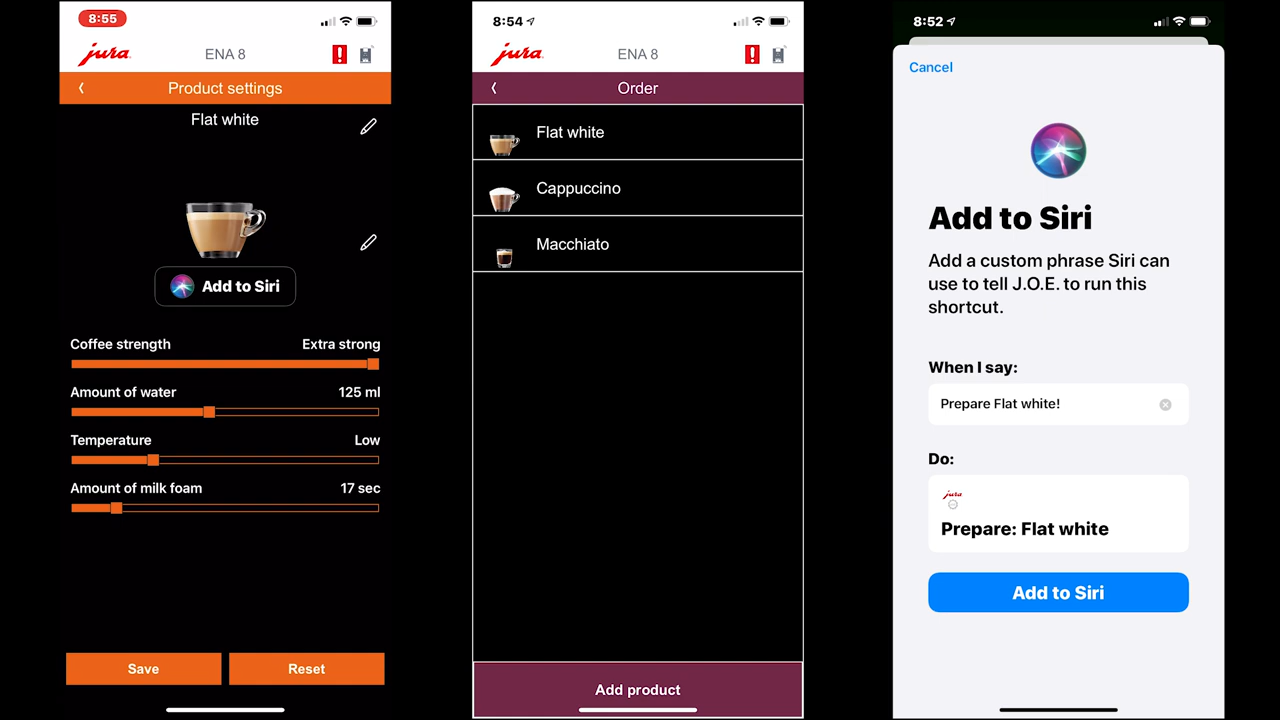 8:55
jura
ENA 8
Product settings
Flat white
Add to Siri
Coffee strength Extra strong
Amount of water 125 ml
Temperature Low
Amount of milk foam 17 sec
Save Reset
8:54
jura
ENA 8
Order
Flat white
Cappuccino
Macchiato
Add product
8:52
Cancel
Add to Siri
Add a custom phrase Siri can
use to tell J.O.E. to run this
shortcut.
When I say:
Prepare Flat white!
Do:
jura
Prepare: Flat white
Add to Siri